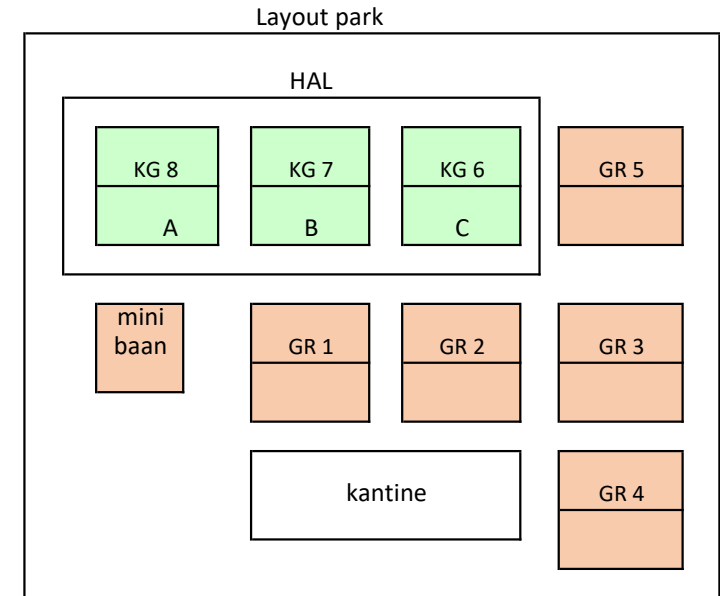 Layout park
HAL
KG 8
KG 7
KG 6
GR 5
A
B
C
mini
baan
GR 1
GR 2
GR 3
kantine
GR 4